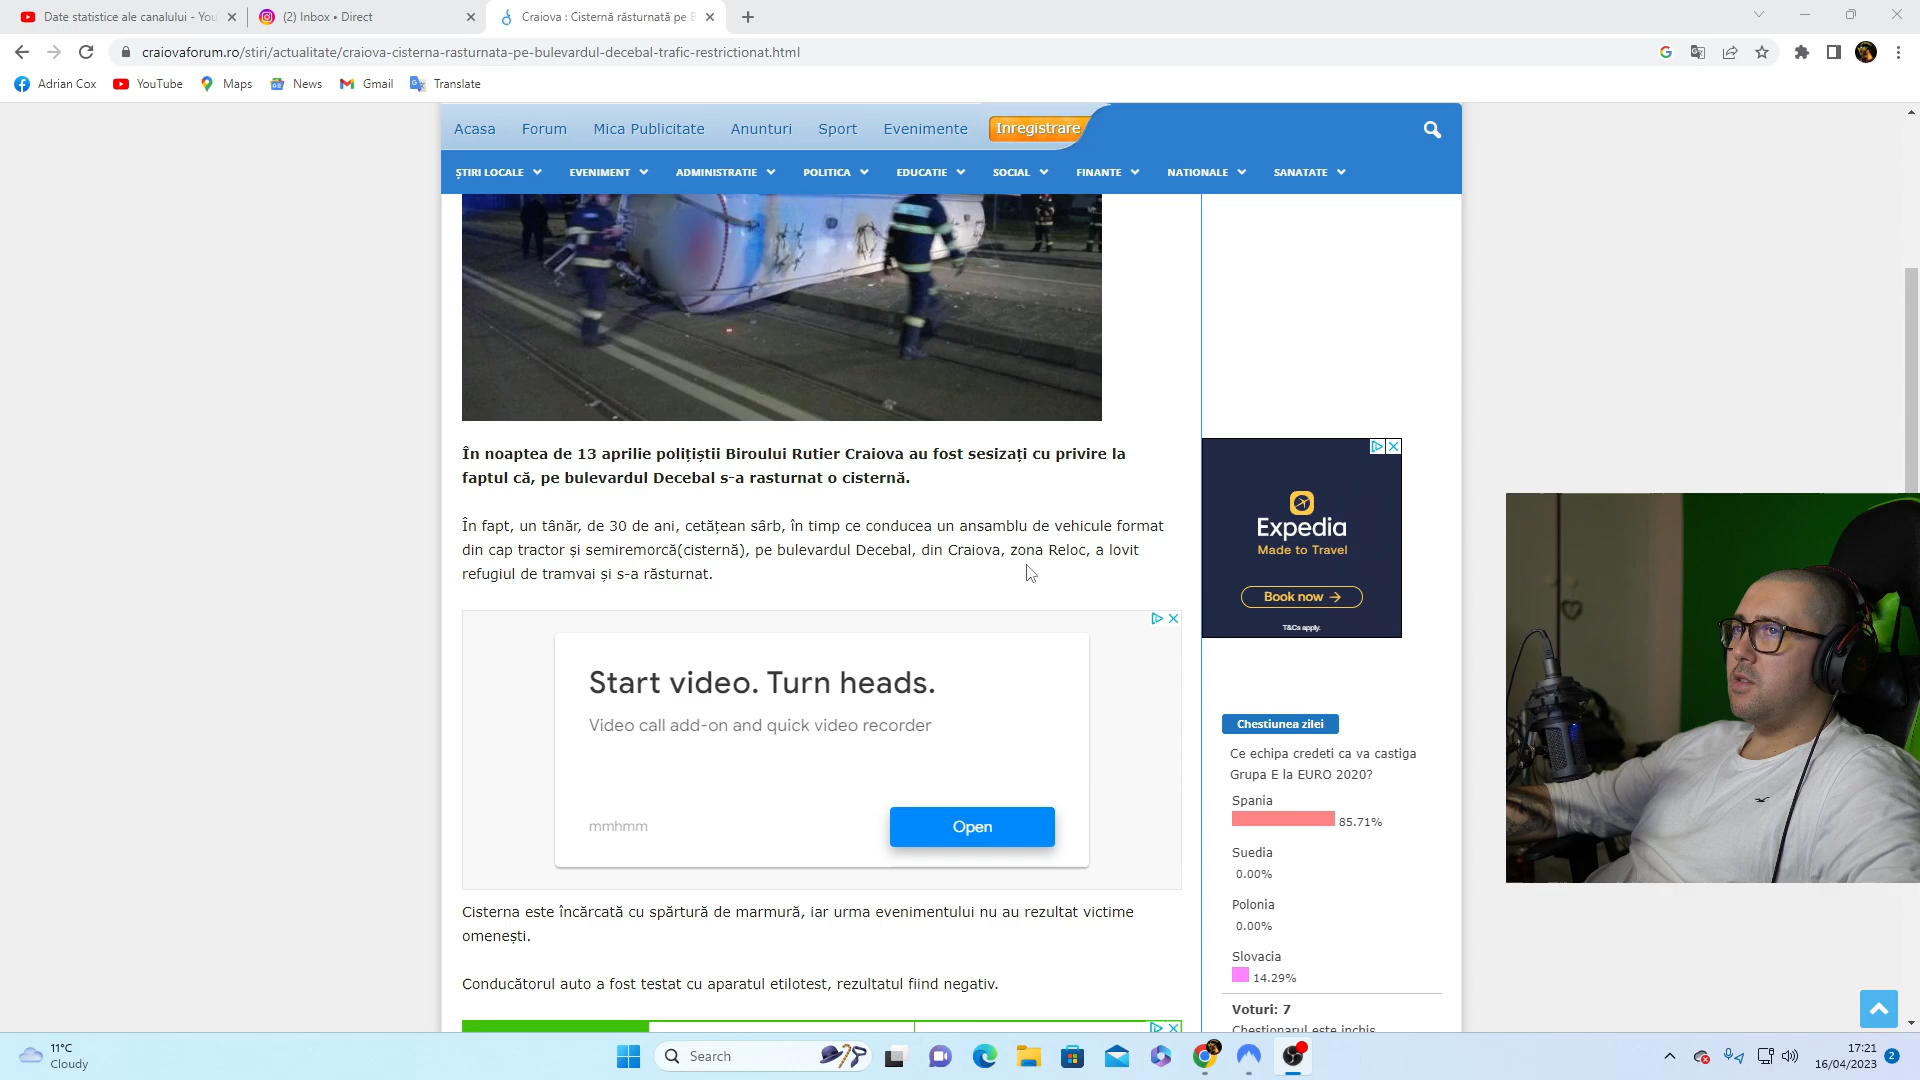 Date statistice ale canalului - You
(2) Inbox • Direct
Craiova : Cisternă răsturnată pe B
craiovaforum.ro/stiri/actualitate/craiova-cisterna-rasturnata-pe-bulevardul-decebal-trafic-restrictionat.html
Adrian Cox YouTube Maps News Gmail Translate
Acasa Forum Mica Publicitate Anunturi Sport Evenimente Inregistrare
ȘTIRI LOCALE EVENIMENT ADMINISTRATIE POLITICA EDUCATIE SOCIAL FINANTE NATIONALE SANATATE
În noaptea de 13 aprilie polițiștii Biroului Rutier Craiova au fost sesizați cu privire la
faptul că, pe bulevardul Decebal s-a rasturnat o cisternă.
În fapt, un tânăr, de 30 de ani, cetățean sârb, în timp ce conducea un ansamblu de vehicule format
din cap tractor și semiremorcă(cisternă), pe bulevardul Decebal, din Craiova, zona Reloc, a lovit
refugiul de tramvai și s-a răsturnat.
Start video. Turn heads.
Video call add-on and quick video recorder
mmhmm
Open
Cisterna este încărcată cu spărtură de marmură, iar urma evenimentului nu au rezultat victime
omenești.
Conducătorul auto a fost testat cu aparatul etilotest, rezultatul fiind negativ.
Expedia
Made to Travel
Book now →
T&Cs apply.
Chestiunea zilei
Ce echipa credeti ca va castiga
Grupa E la EURO 2020?
Spania
85.71%
Suedia
0.00%
Polonia
0.00%
Slovacia
14.29%
Voturi: 7
Chestionarul este inchis
11°C
Cloudy
Search
17:21
16/04/2023
2